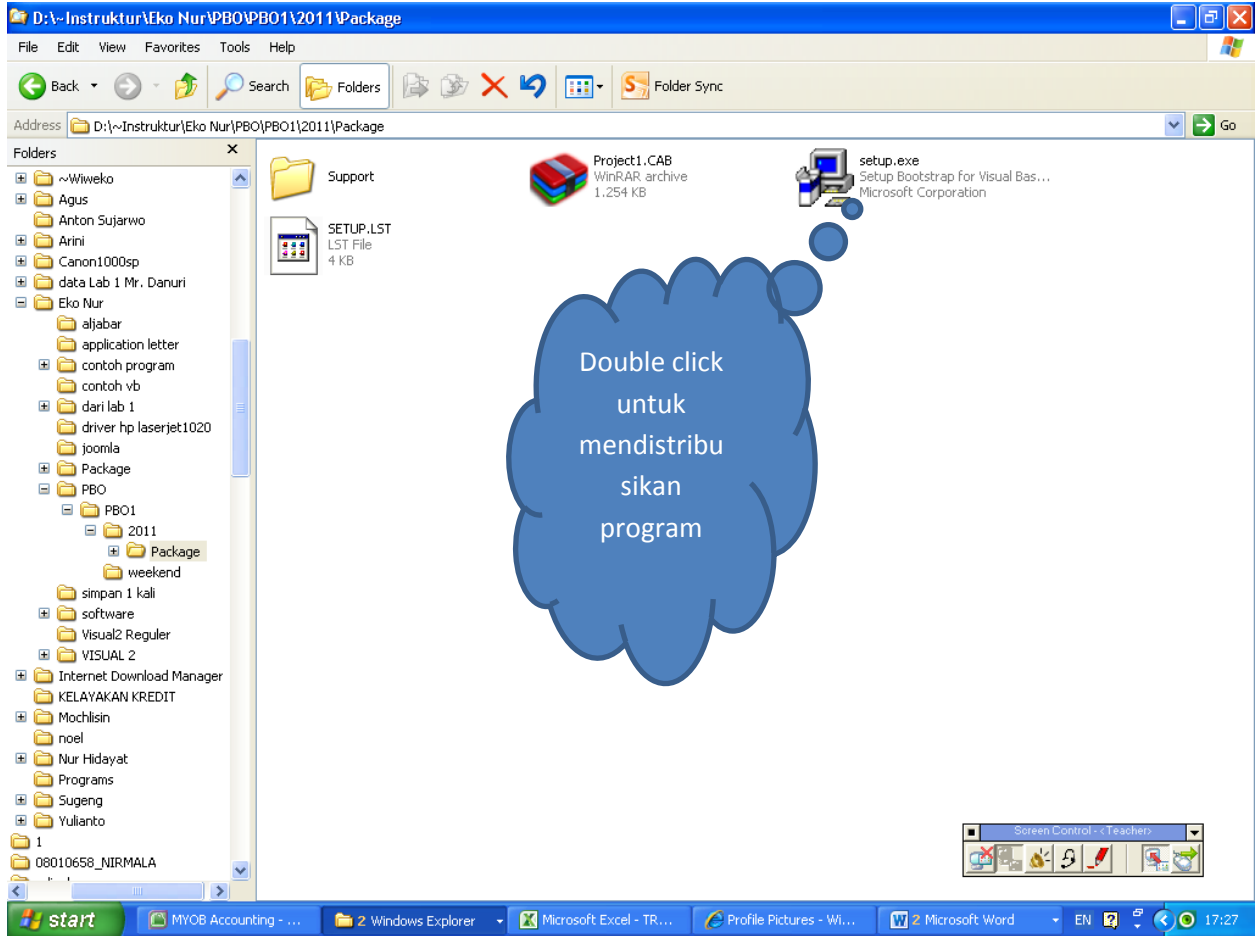 D:\~Instruktur\Eko Nur\PBO\PBO1\2011\Package
File Edit View Favorites Tools Help
Back Search Folders Folder Sync
Address D:\~Instruktur\Eko Nur\PBO\PBO1\2011\Package Go
Folders
~Wiweko
Agus
Anton Sujarwo
Arini
Canon1000sp
data Lab 1 Mr. Danuri
Eko Nur
aljabar
application letter
contoh program
contoh vb
dari lab 1
driver hp laserjet1020
joomla
Package
PBO
PBO1
2011
Package
weekend
simpan 1 kali
software
Visual2 Reguler
VISUAL 2
Internet Download Manager
KELAYAKAN KREDIT
Mochlisin
noel
Nur Hidayat
Programs
Sugeng
Yulianto
1
08010658_NIRMALA
Support
Project1.CAB
WinRAR archive
1.254 KB
setup.exe
Setup Bootstrap for Visual Bas...
Microsoft Corporation
SETUP.LST
LST File
4 KB
Double click
untuk
mendistribu
sikan
program
Screen Control - <Teacher>
start MYOB Accounting - ... 2 Windows Explorer Microsoft Excel - TR... Profile Pictures - Wi... 2 Microsoft Word EN 17:27